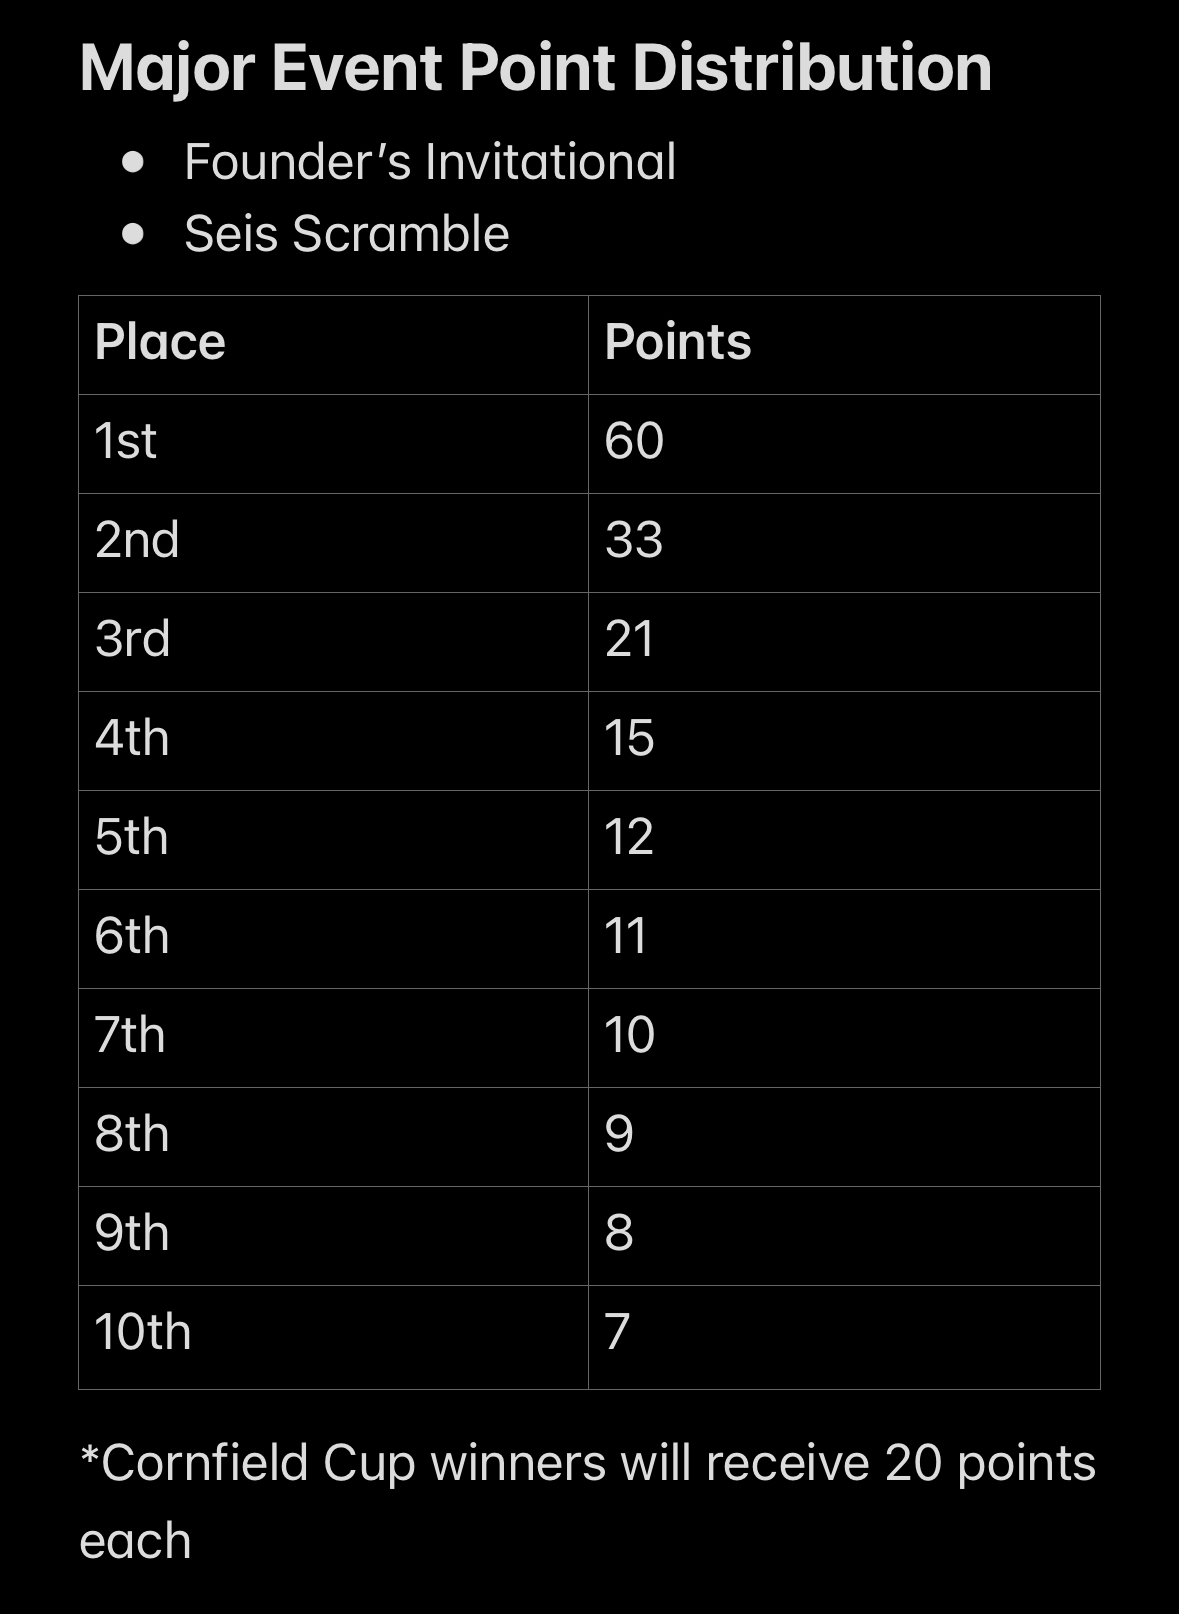 Major Event Point Distribution
● Founder’s Invitational
● Seis Scramble
Place Points
1st 60
2nd 33
3rd 21
4th 15
5th 12
6th 11
7th 10
8th 9
9th 8
10th 7
*Cornfield Cup winners will receive 20 points
each